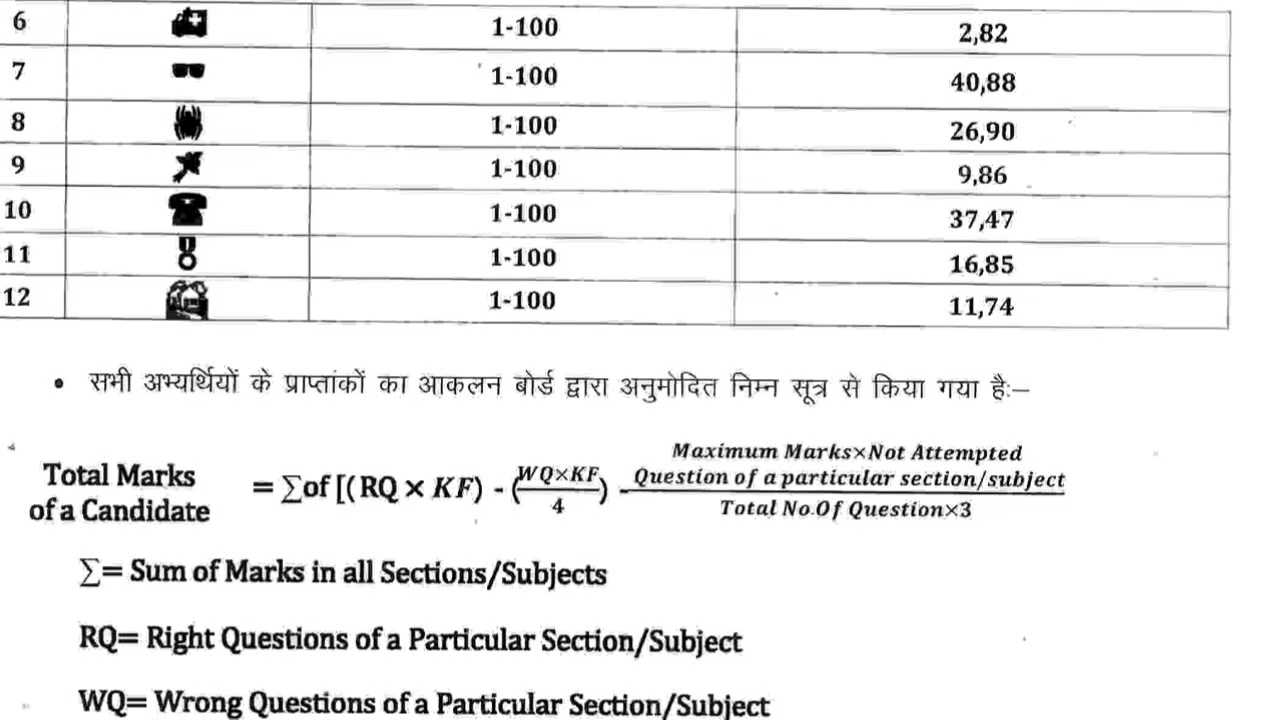 6 1-100 2,82
7 1-100 40,88
8 1-100 26,90
9 1-100 9,86
10 1-100 37,47
11 1-100 16,85
12 1-100 11,74
• सभी अभ्यर्थियों के प्राप्तांकों का आकलन बोर्ड द्वारा अनुमोदित निम्न सूत्र से किया गया है:–
Total Marks of a Candidate = ∑of [(RQ × KF) - (WQ×KF/4) - Maximum Marks×Not Attempted Question of a particular section/subject / Total No.Of Question×3
∑= Sum of Marks in all Sections/Subjects
RQ= Right Questions of a Particular Section/Subject
WQ= Wrong Questions of a Particular Section/Subject